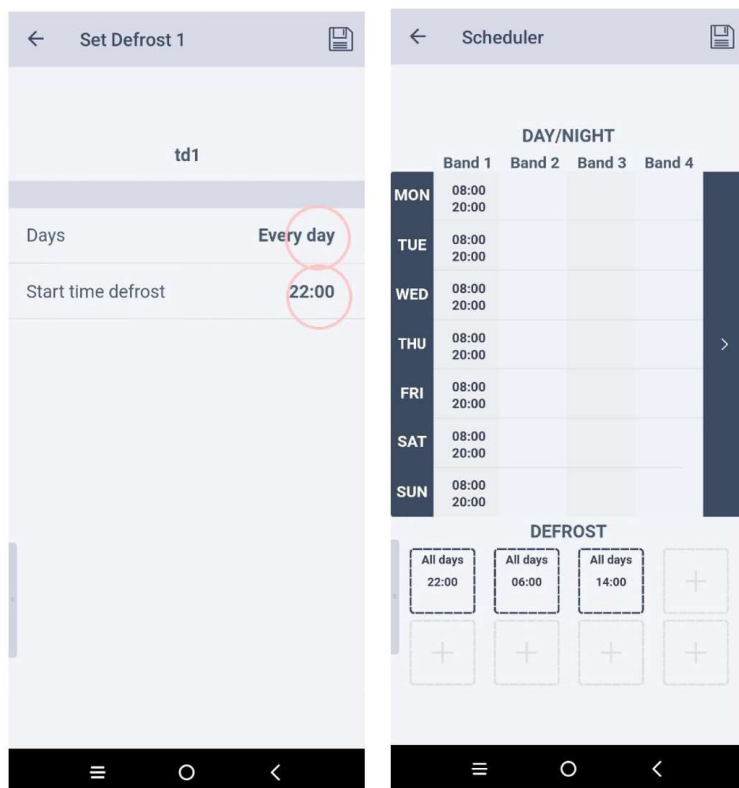 Set Defrost 1
td1
Days Every day
Start time defrost 22:00
Scheduler
DAY/NIGHT
Band 1 Band 2 Band 3 Band 4
MON 08:00
20:00
TUE 08:00
20:00
WED 08:00
20:00
THU 08:00
20:00
FRI 08:00
20:00
SAT 08:00
20:00
SUN 08:00
20:00
DEFROST
All days All days All days
22:00 06:00 14:00